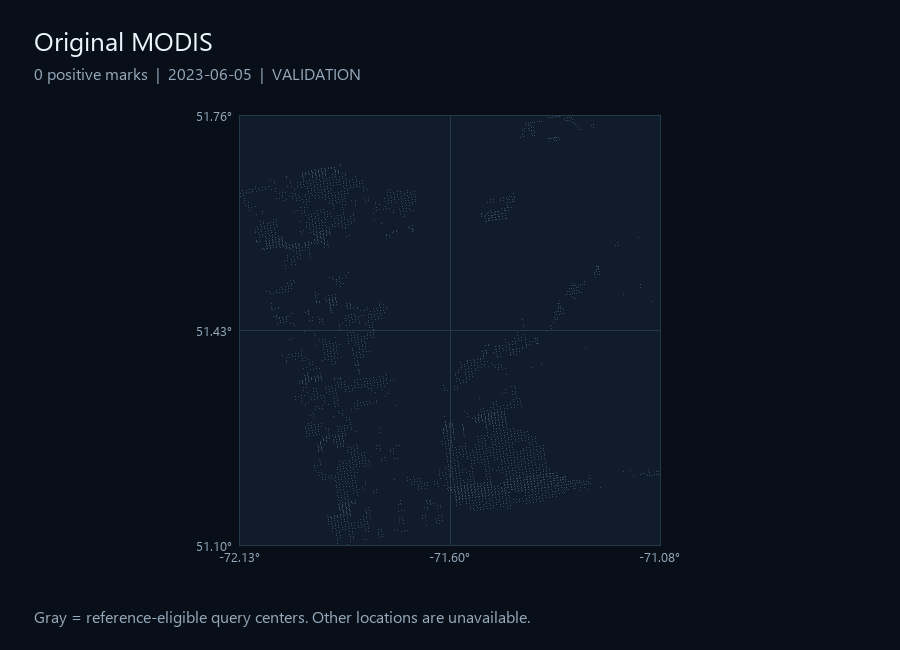 Original MODIS
0 positive marks | 2023-06-05 | VALIDATION
51.76°
51.43°
51.10°
-72.13°
-71.60°
-71.08°
Gray = reference-eligible query centers. Other locations are unavailable.